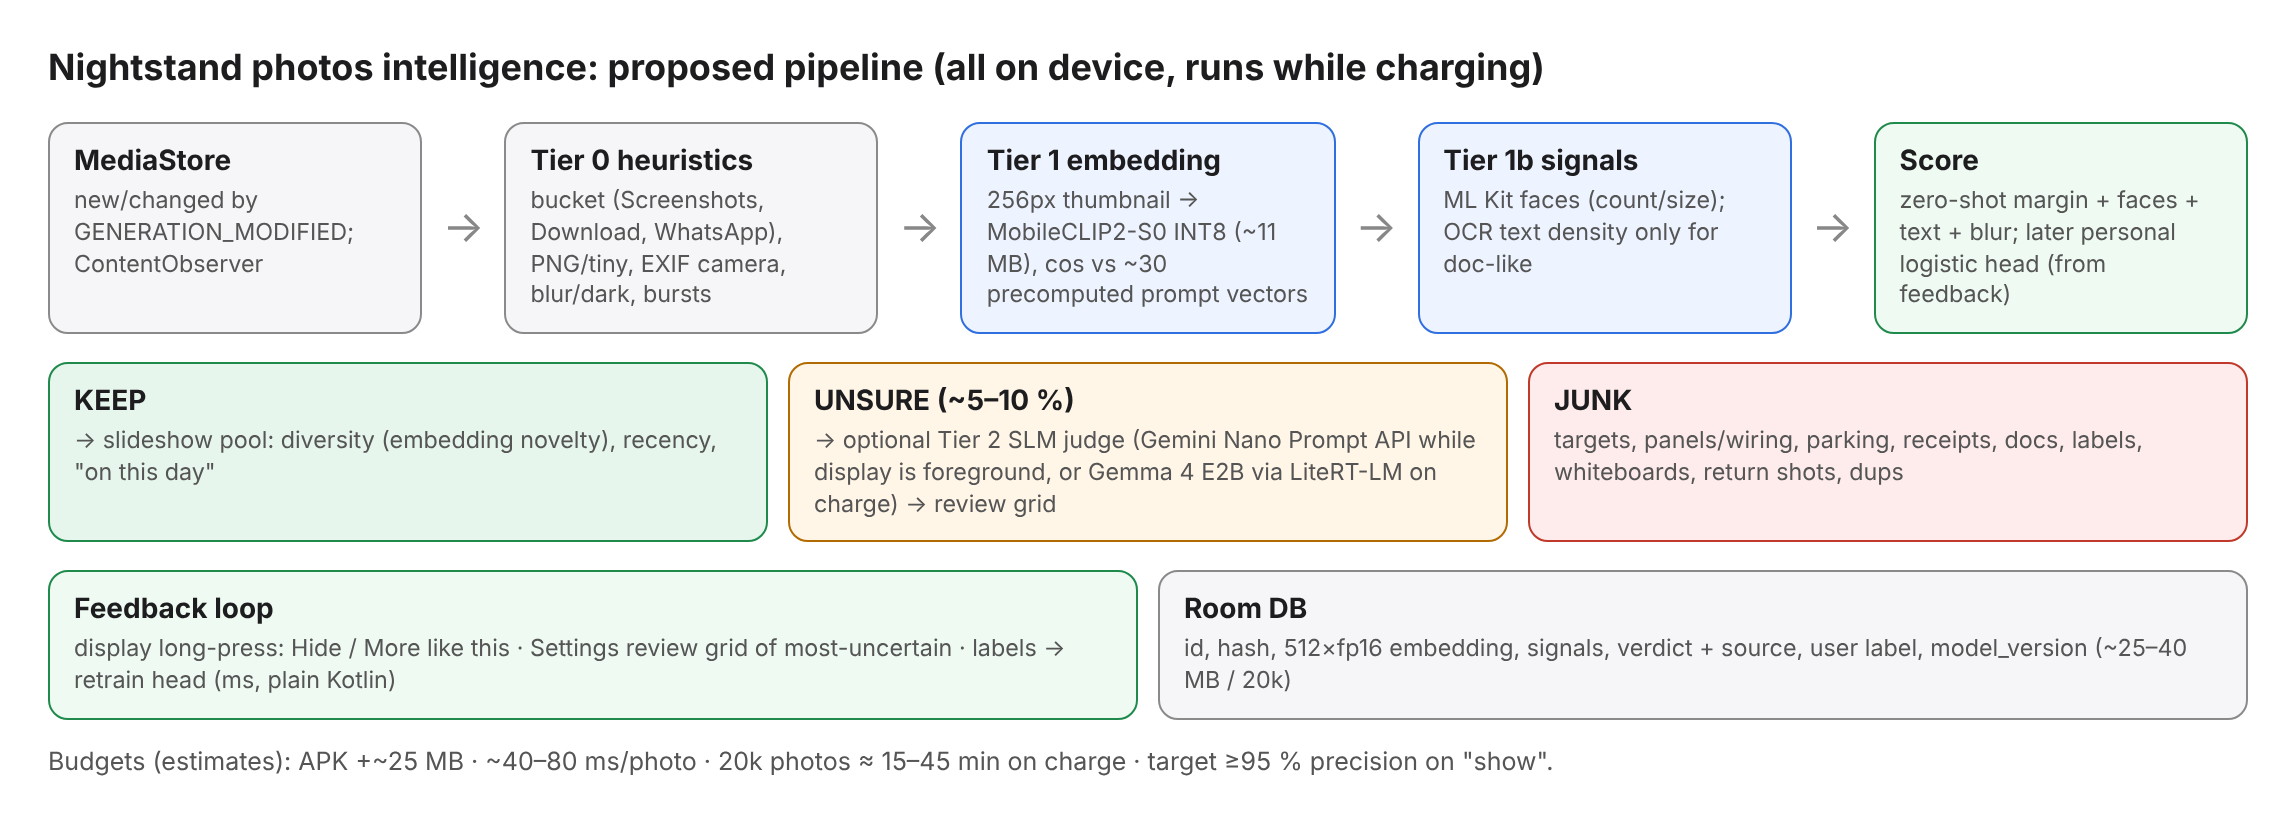 Nightstand photos intelligence: proposed pipeline (all on device, runs while charging)
MediaStore
new/changed by
GENERATION_MODIFIED;
ContentObserver
→
Tier 0 heuristics
bucket (Screenshots,
Download, WhatsApp),
PNG/tiny, EXIF camera,
blur/dark, bursts
→
Tier 1 embedding
256px thumbnail →
MobileCLIP2-S0 INT8 (~11
MB), cos vs ~30
precomputed prompt vectors
→
Tier 1b signals
ML Kit faces (count/size);
OCR text density only for
doc-like
→
Score
zero-shot margin + faces +
text + blur; later personal
logistic head (from
feedback)
KEEP
→ slideshow pool: diversity (embedding novelty), recency,
"on this day"
UNSURE (~5–10 %)
→ optional Tier 2 SLM judge (Gemini Nano Prompt API while
display is foreground, or Gemma 4 E2B via LiteRT-LM on
charge) → review grid
JUNK
targets, panels/wiring, parking, receipts, docs, labels,
whiteboards, return shots, dups
Feedback loop
display long-press: Hide / More like this · Settings review grid of most-uncertain · labels →
retrain head (ms, plain Kotlin)
Room DB
id, hash, 512×fp16 embedding, signals, verdict + source, user label, model_version (~25–40
MB / 20k)
Budgets (estimates): APK +~25 MB · ~40–80 ms/photo · 20k photos ≈ 15–45 min on charge · target ≥95 % precision on "show".